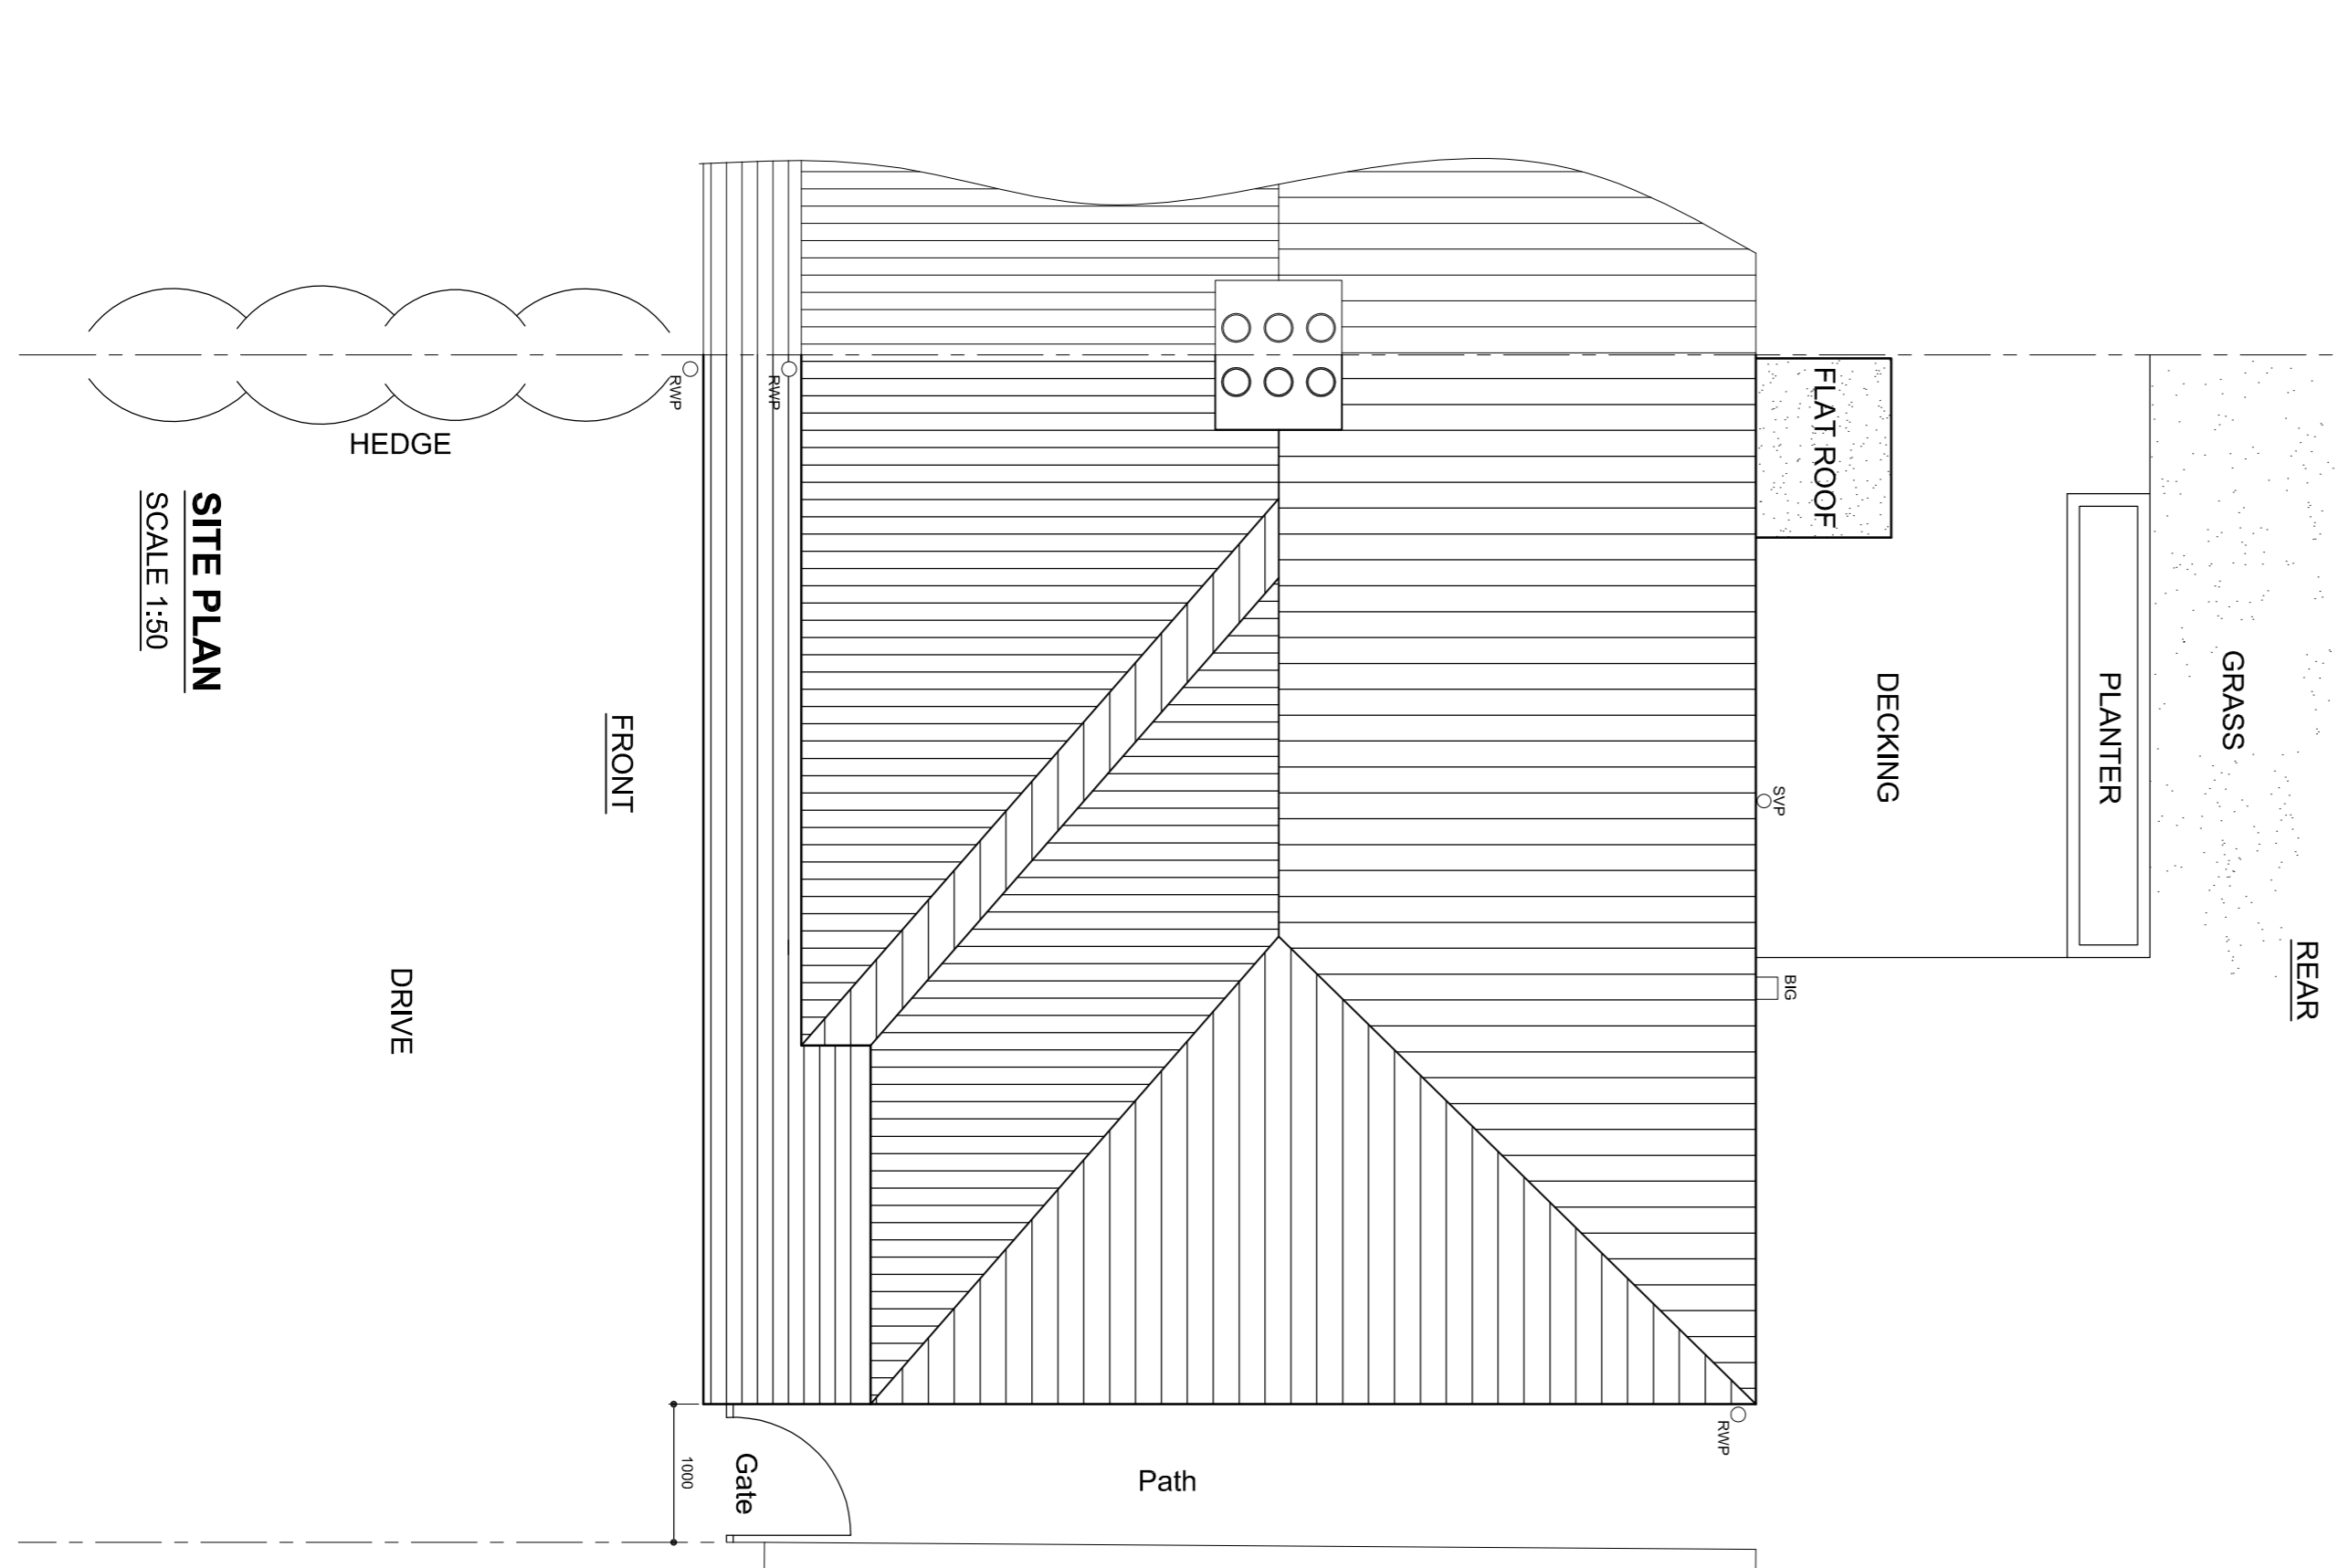 SITE PLAN
SCALE 1:50
HEDGE
RWP
RWP
FRONT
DRIVE
FLAT ROOF
DECKING
PLANTER
GRASS
REAR
SVP
BIG
RWP
Path
Gate
1000